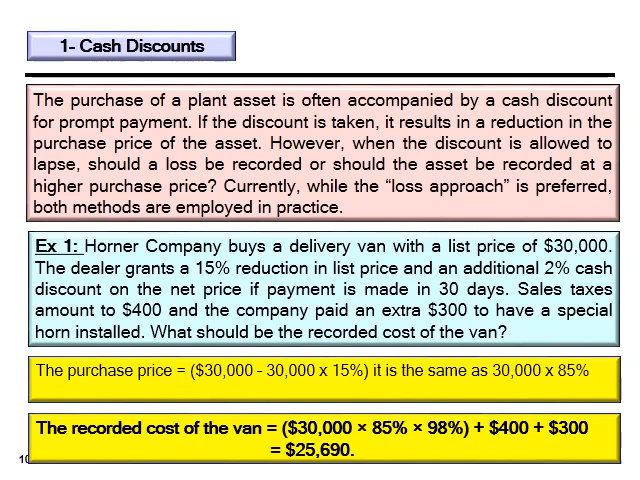 1- Cash Discounts
The purchase of a plant asset is often accompanied by a cash discount
for prompt payment. If the discount is taken, it results in a reduction in the
purchase price of the asset. However, when the discount is allowed to
lapse, should a loss be recorded or should the asset be recorded at a
higher purchase price? Currently, while the “loss approach” is preferred,
both methods are employed in practice.
Ex 1: Horner Company buys a delivery van with a list price of $30,000.
The dealer grants a 15% reduction in list price and an additional 2% cash
discount on the net price if payment is made in 30 days. Sales taxes
amount to $400 and the company paid an extra $300 to have a special
horn installed. What should be the recorded cost of the van?
The purchase price = ($30,000 - 30,000 x 15%) it is the same as 30,000 x 85%
The recorded cost of the van = ($30,000 × 85% × 98%) + $400 + $300
= $25,690.